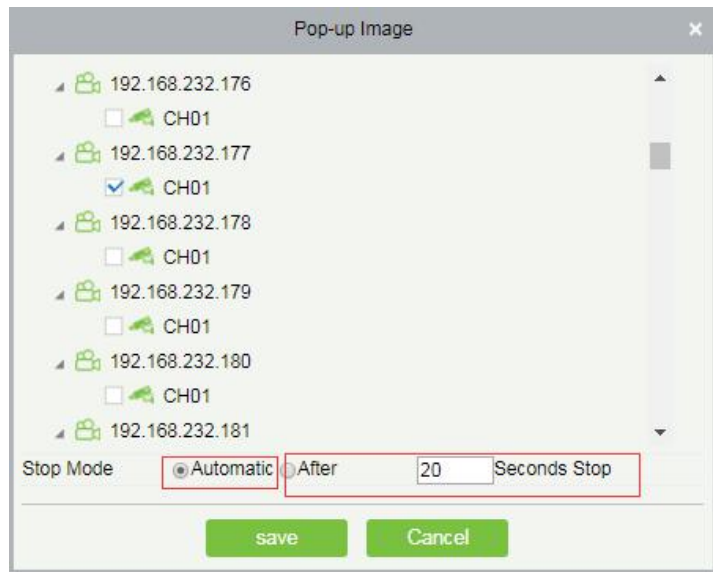 Pop-up Image
192.168.232.176
CH01
192.168.232.177
CH01
192.168.232.178
CH01
192.168.232.179
CH01
192.168.232.180
CH01
192.168.232.181
Stop Mode Automatic After 20 Seconds Stop
save Cancel